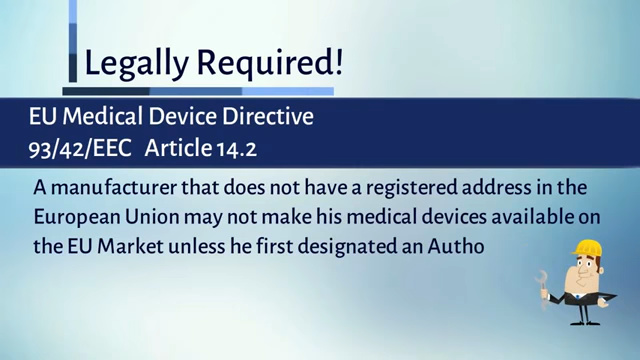 Legally Required!
EU Medical Device Directive
93/42/EEC Article 14.2
A manufacturer that does not have a registered address in the
European Union may not make his medical devices available on
the EU Market unless he first designated an Autho